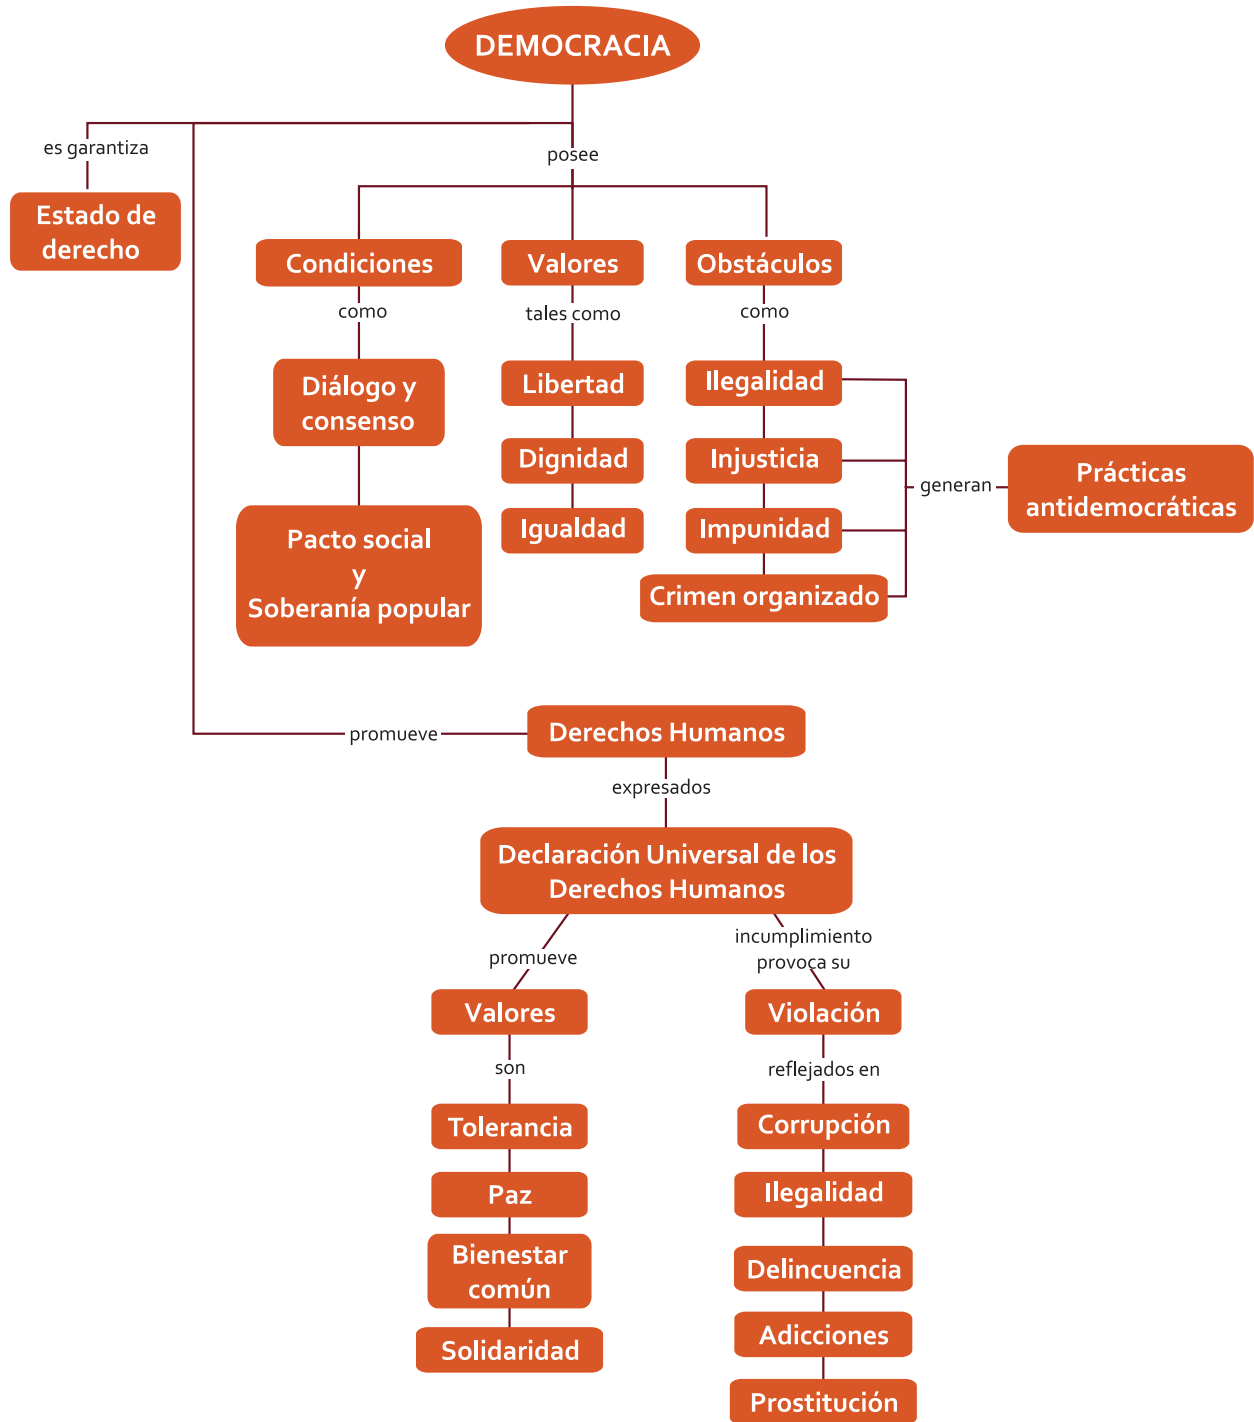 DEMOCRACIA
es garantiza
posee
Estado de
derecho
Condiciones
Valores
Obstáculos
como
tales como
como
Diálogo y
consenso
Libertad
Ilegalidad
Dignidad
Injusticia
generan
Prácticas
antidemocráticas
Pacto social
y
Soberanía popular
Igualdad
Impunidad
Crimen organizado
promueve
Derechos Humanos
expresados
Declaración Universal de los
Derechos Humanos
promueve
incumplimiento
provoca su
Valores
Violación
son
reflejados en
Tolerancia
Corrupción
Paz
Ilegalidad
Bienestar
común
Delincuencia
Solidaridad
Adicciones
Prostitución